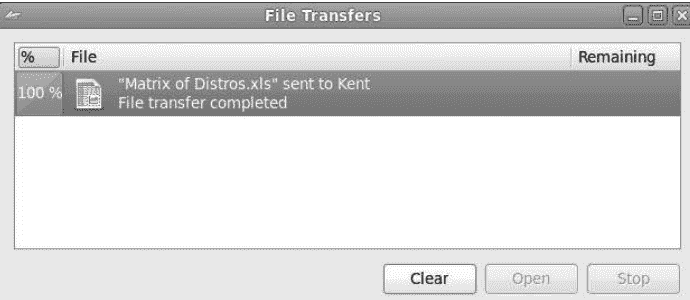 File Transfers
% File Remaining
100 % "Matrix of Distros.xls" sent to Kent
File transfer completed
Clear Open Stop